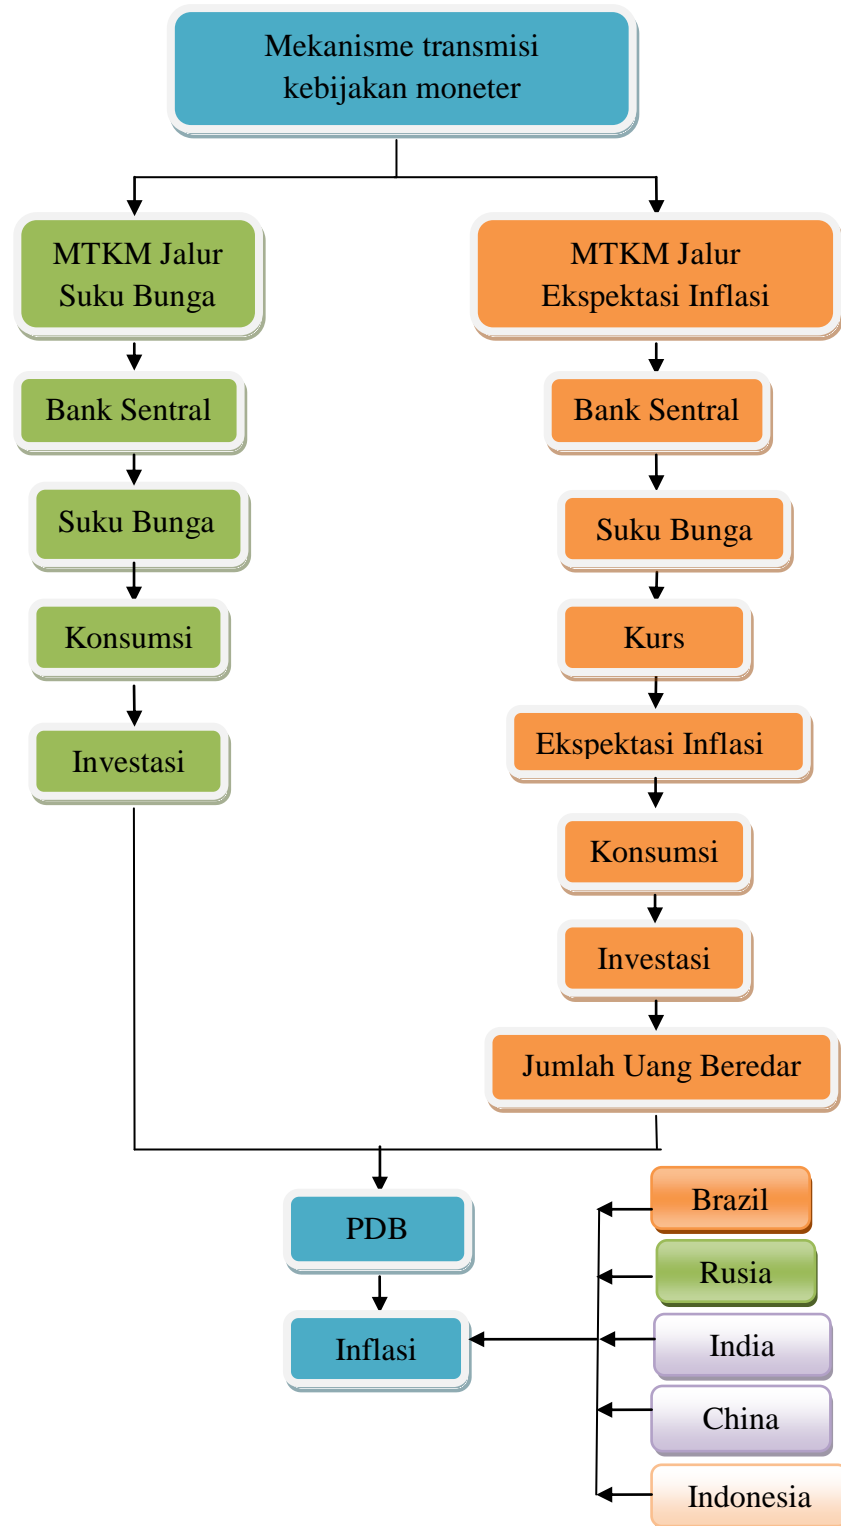 Mekanisme transmisi
kebijakan moneter
MTKM Jalur
Suku Bunga
Bank Sentral
Suku Bunga
Konsumsi
Investasi
MTKM Jalur
Ekspektasi Inflasi
Bank Sentral
Suku Bunga
Kurs
Ekspektasi Inflasi
Konsumsi
Investasi
Jumlah Uang Beredar
PDB
Inflasi
Brazil
Rusia
India
China
Indonesia